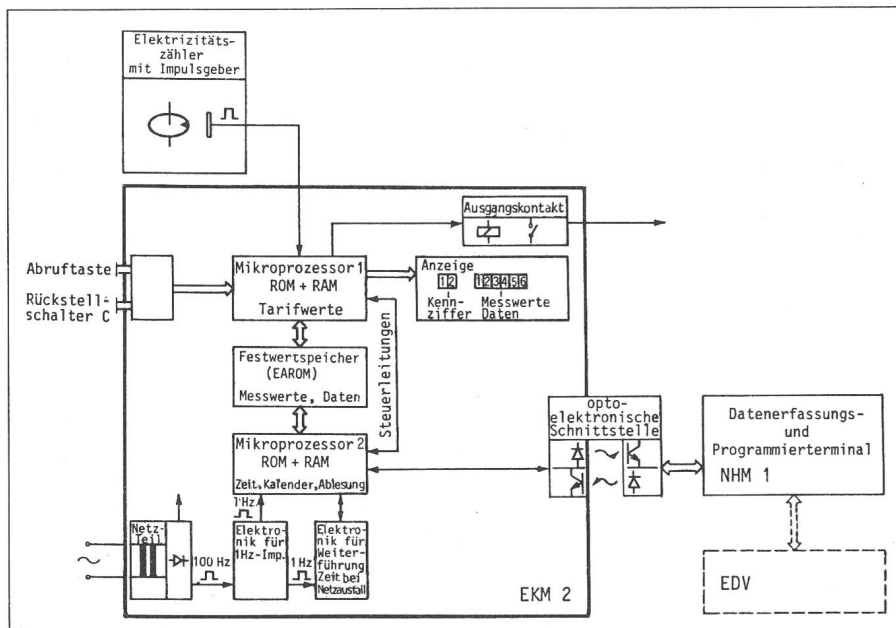 Elektrizitäts-
zähler
mit Impulsgeber
Ausgangskontakt
Abruftaste
Rückstell-
schalter C
Mikroprozessor 1
ROM + RAM
Tarifwerte
Anzeige
12 123456
Kenn-
ziffer
Messwerte
Daten
Steuerleitungen
Festwertspeicher
(EAROM)
Messwerte, Daten
Mikroprozessor 2
ROM + RAM
Zeit, Kalender, Ablesung
opto-
elektronische
Schnittstelle
Datenerfassungs-
und
Programmierterminal
NHM 1
1 Hz
Netz-
Teil
100 Hz
Elektro-
nik für
1Hz-Imp.
1 Hz
Elektro-
nik für
Weiter-
führung
Zeit bei
Netzausfall
EKM 2
EDV